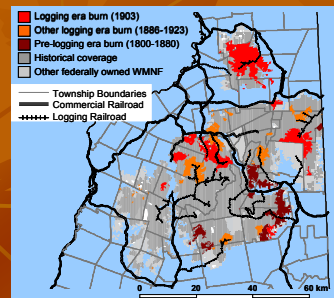 Logging era burn (1903)
Other logging era burn (1886-1923)
Pre-logging era burn (1800-1880)
Historical coverage
Other federally owned WMNF
Township Boundaries
Commercial Railroad
Logging Railroad
0 20 40 60 km